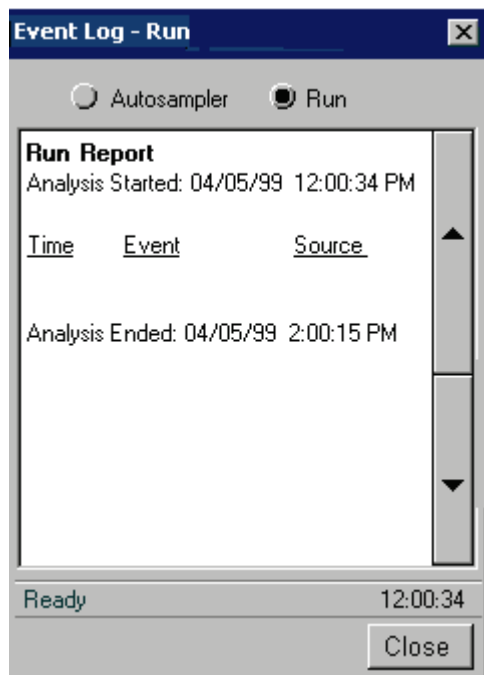 Event Log - Run
Autosampler Run
Run Report
Analysis Started: 04/05/99 12:00:34 PM
Time Event Source
Analysis Ended: 04/05/99 2:00:15 PM
Ready 12:00:34
Close